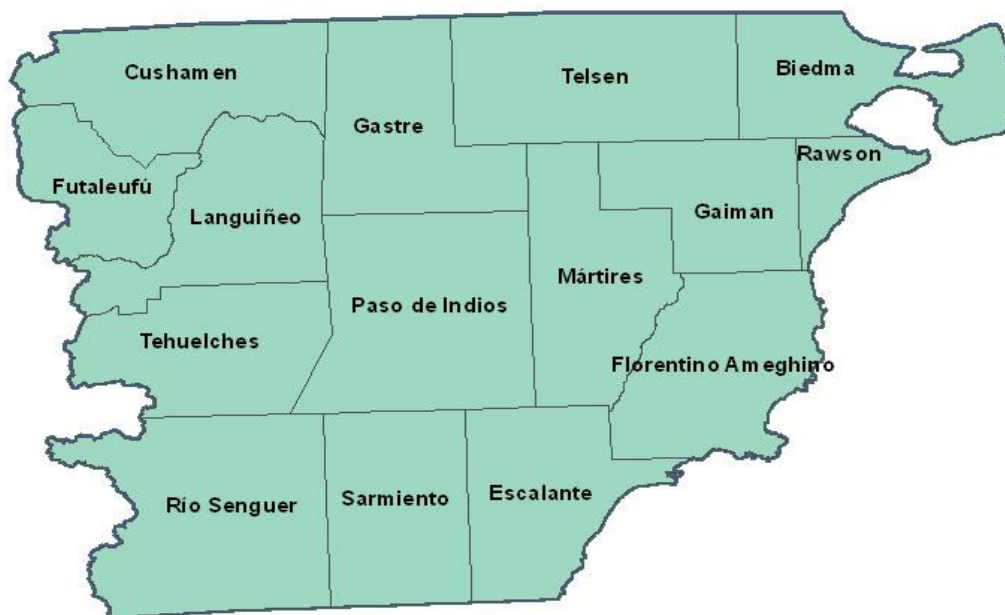 Cushamen
Telsen
Biedma
Gastre
Rawson
Futaleufú
Languiñeo
Gaiman
Mártires
Paso de Indios
Tehuelches
Florentino Ameghino
Río Senguer
Sarmiento
Escalante